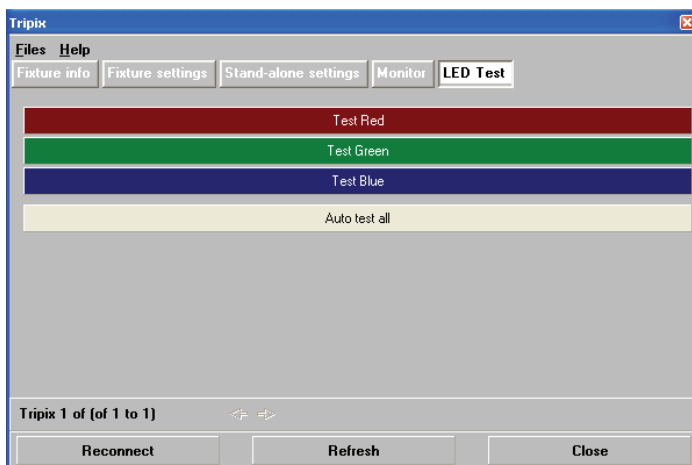 Tripix
Files Help
Fixture info Fixture settings Stand-alone settings Monitor LED Test
Test Red
Test Green
Test Blue
Auto test all
Tripix 1 of (of 1 to 1)
Reconnect Refresh Close